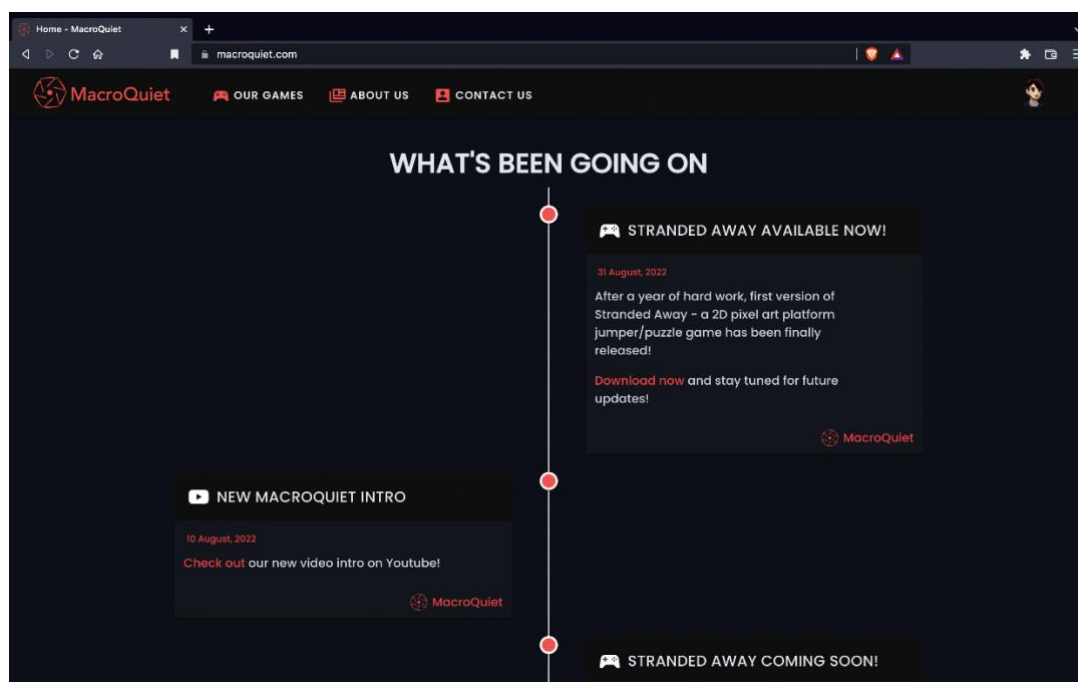 Home - MacroQuiet
macroquiet.com
MacroQuiet OUR GAMES ABOUT US CONTACT US
WHAT'S BEEN GOING ON
STRANDED AWAY AVAILABLE NOW!
31 August, 2022
After a year of hard work, first version of
Stranded Away - a 2D pixel art platform
jumper/puzzle game has been finally
released!
Download now and stay tuned for future
updates!
MacroQuiet
NEW MACROQUIET INTRO
10 August, 2022
Check out our new video intro on Youtube!
MacroQuiet
STRANDED AWAY COMING SOON!